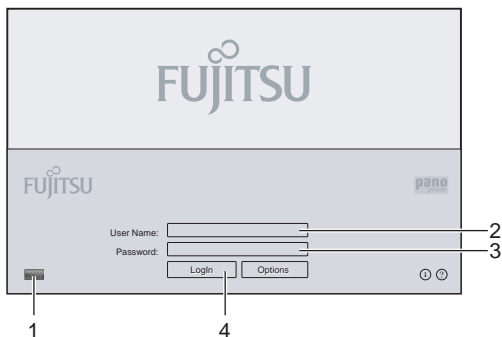 FUJITSU
FUJITSU
pano
User Name:
2
Password:
3
LogIn
Options
i
?
1
4